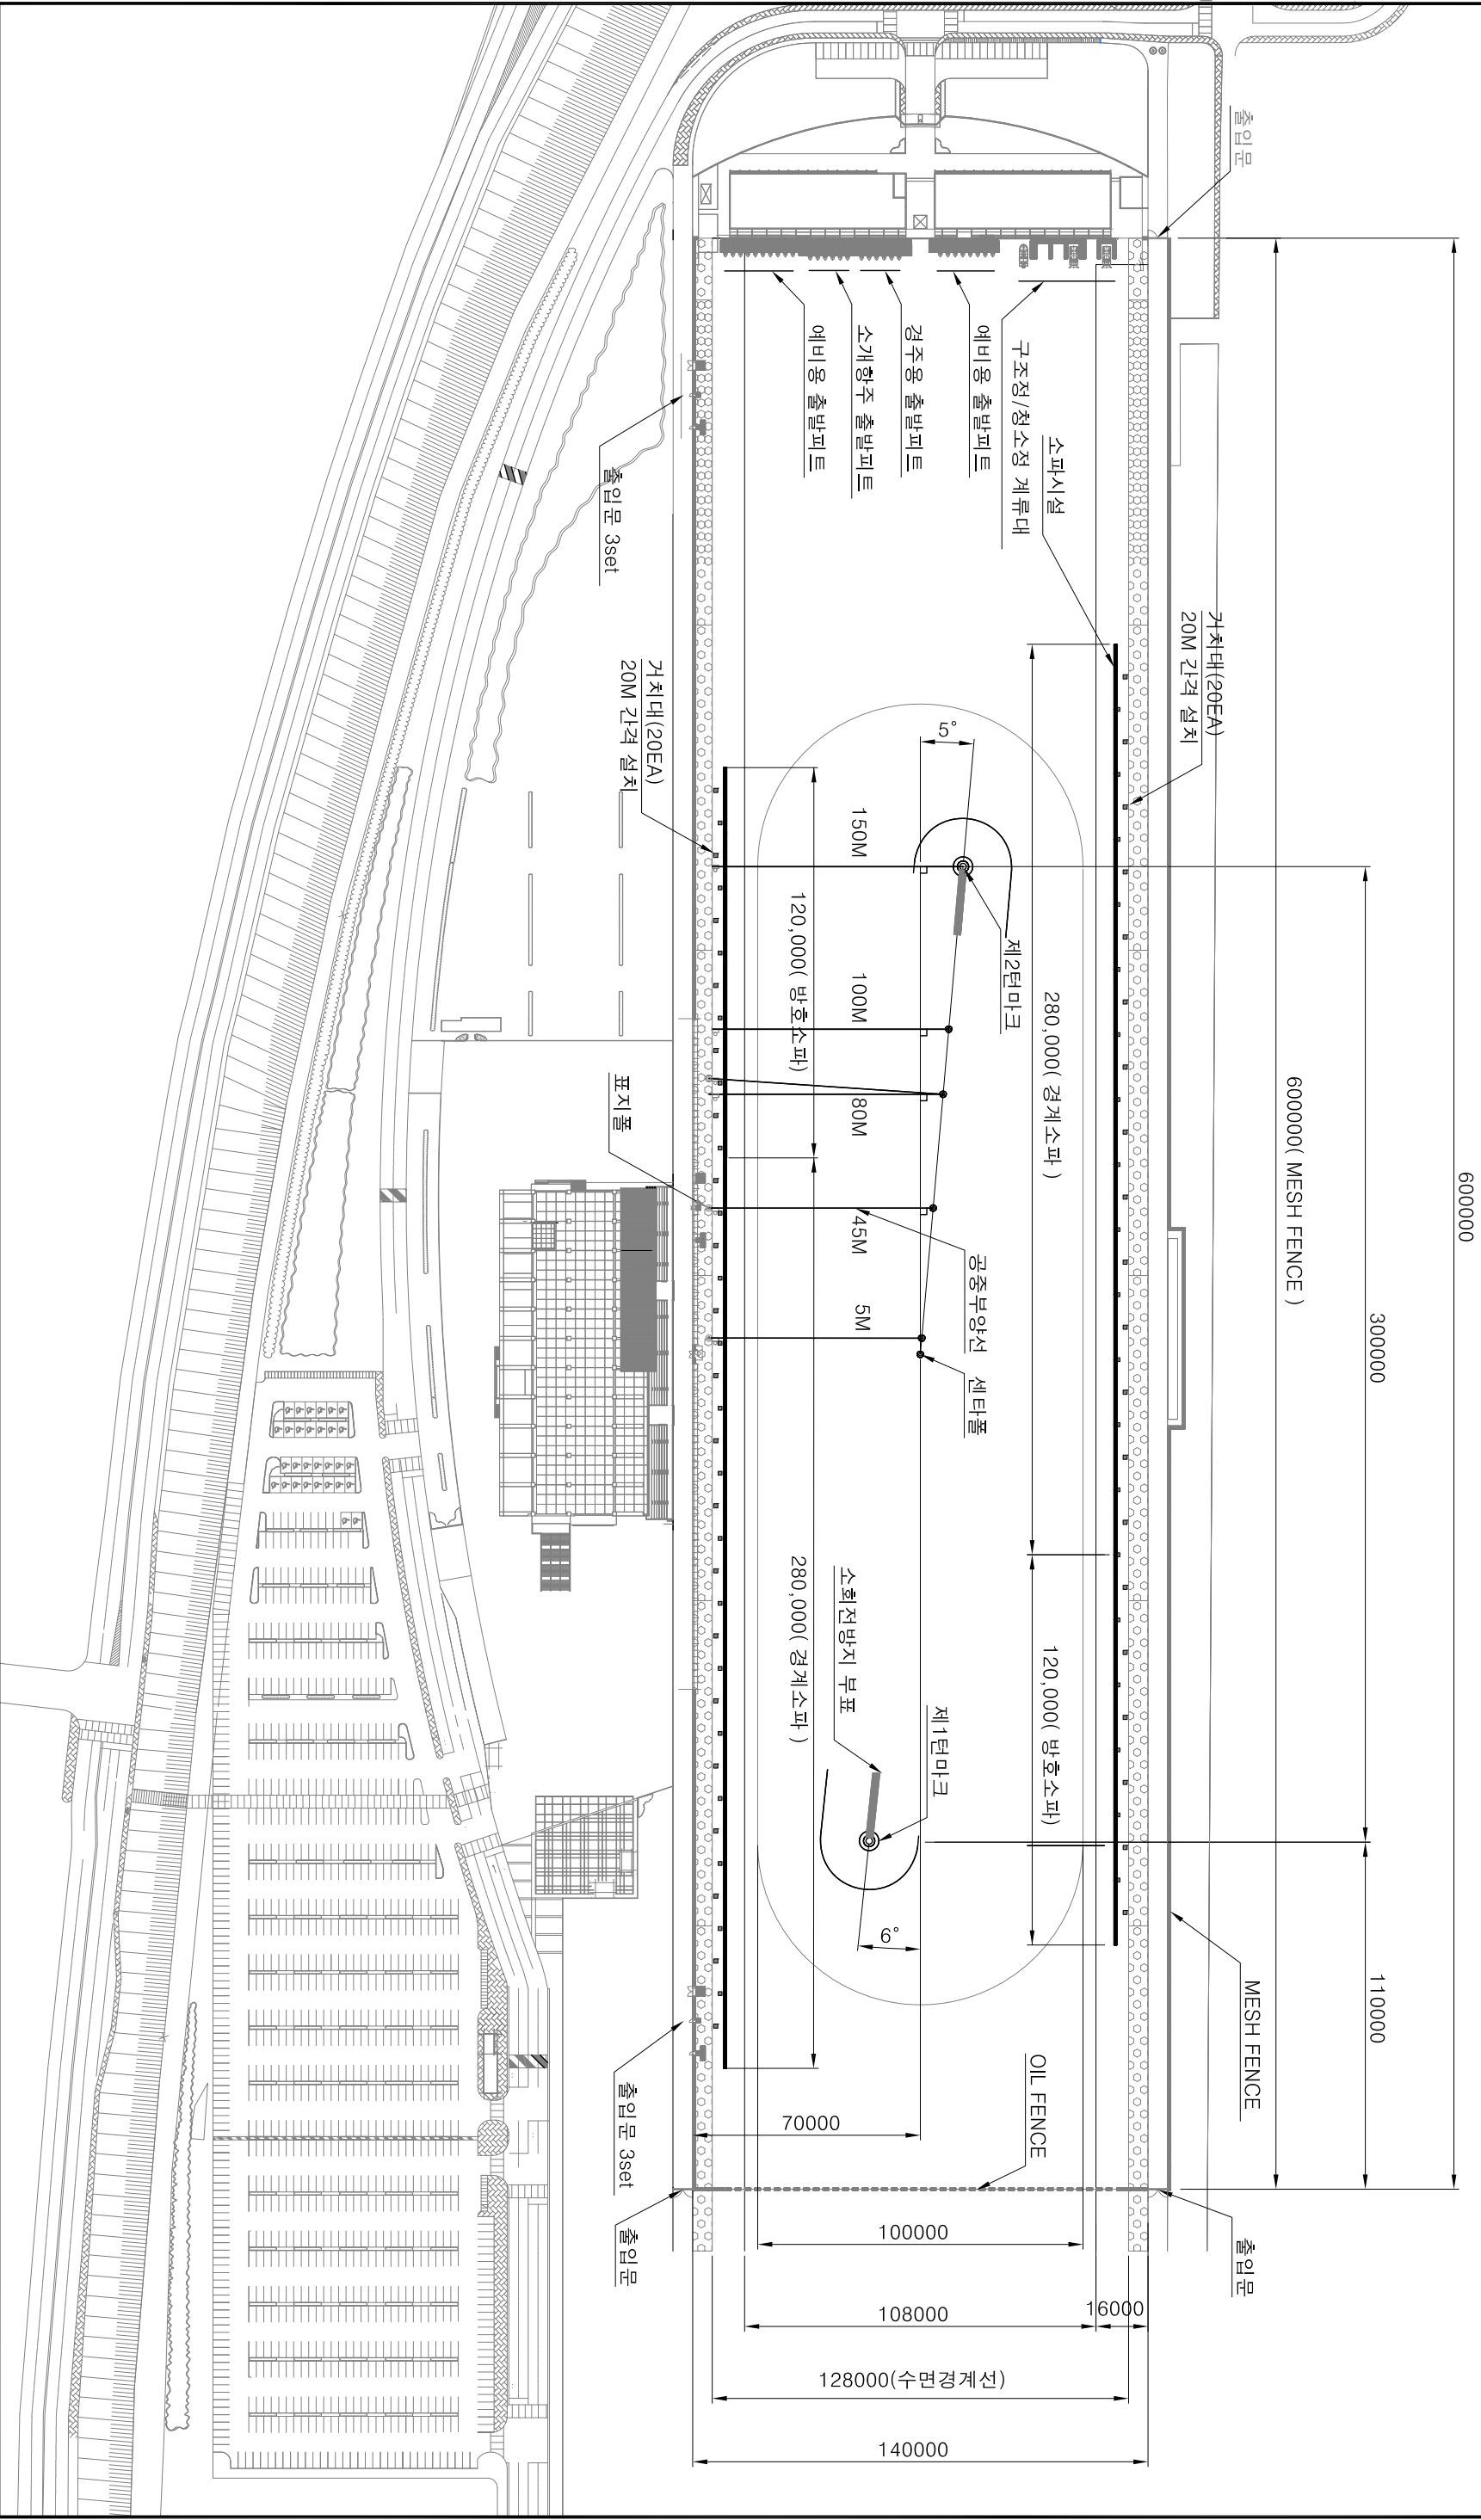 출입문
예비용 출발피트
소개항주 출발피트
경주용 출발피트
예비용 출발피트
구조정/청소정 계류대
소파시설
출입문 3set
거치대(20EA)
20M 간격 설치
거치대(20EA)
20M 간격 설치
5°
150M
100M
80M
45M
5M
120,000( 방호소파)
280,000( 경계소파 )
제2턴마크
280,000( 경계소파 )
120,000( 방호소파)
600000( MESH FENCE )
600000
300000
110000
표지폴
공중부양선
센타폴
소회전방지 부표
제1턴마크
6°
MESH FENCE
OIL FENCE
70000
출입문 3set
출입문
출입문
100000
108000
16000
128000(수면경계선)
140000